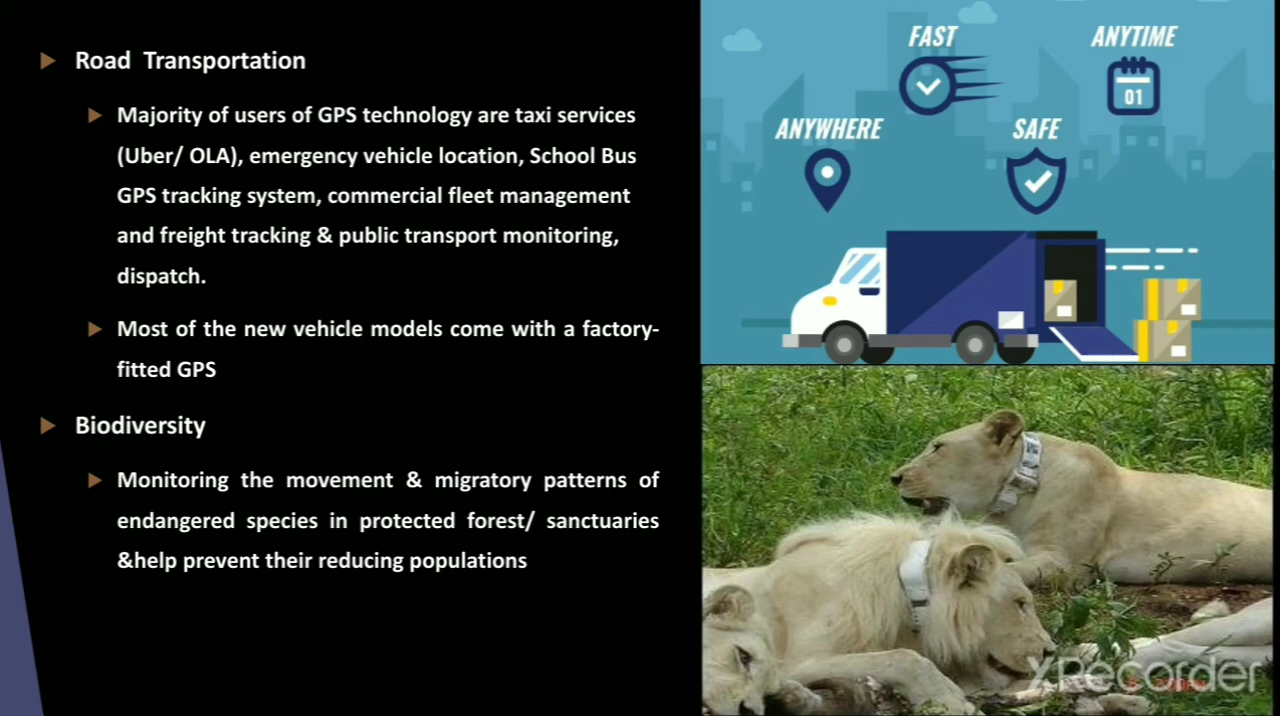 Road Transportation
Majority of users of GPS technology are taxi services
(Uber/ OLA), emergency vehicle location, School Bus
GPS tracking system, commercial fleet management
and freight tracking & public transport monitoring,
dispatch.
Most of the new vehicle models come with a factory-
fitted GPS
Biodiversity
Monitoring the movement & migratory patterns of
endangered species in protected forest/ sanctuaries
&help prevent their reducing populations
FAST
ANYTIME
01
ANYWHERE
SAFE
XRecorder